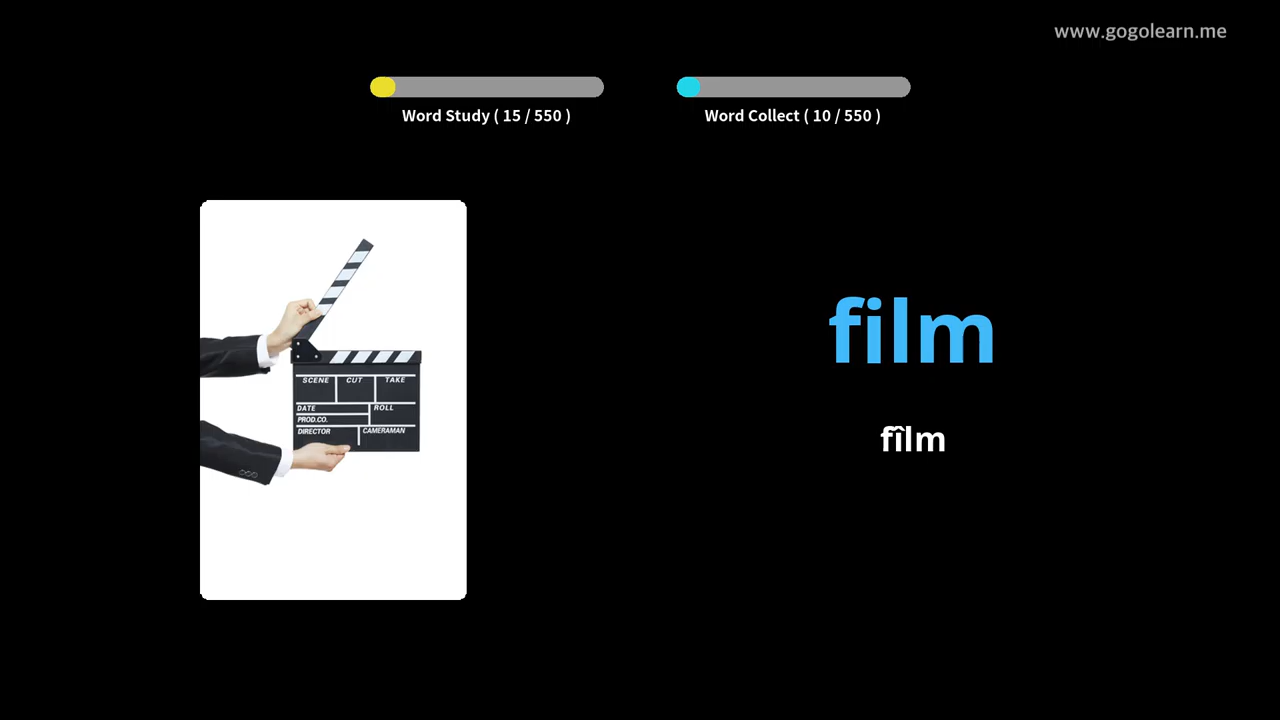 www.gogolearn.me
Word Study ( 15 / 550 )
Word Collect ( 10 / 550 )
SCENE CUT TAKE
DATE ROLL
PROD.CO.
DIRECTOR CAMERAMAN
film
fîlm